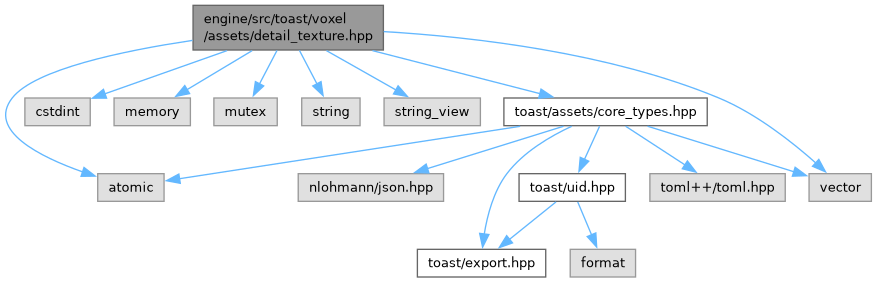 engine/src/toast/voxel
/assets/detail_texture.hpp
cstdint
memory
mutex
string
string_view
toast/assets/core_types.hpp
atomic
nlohmann/json.hpp
toast/uid.hpp
toml++/toml.hpp
vector
toast/export.hpp
format